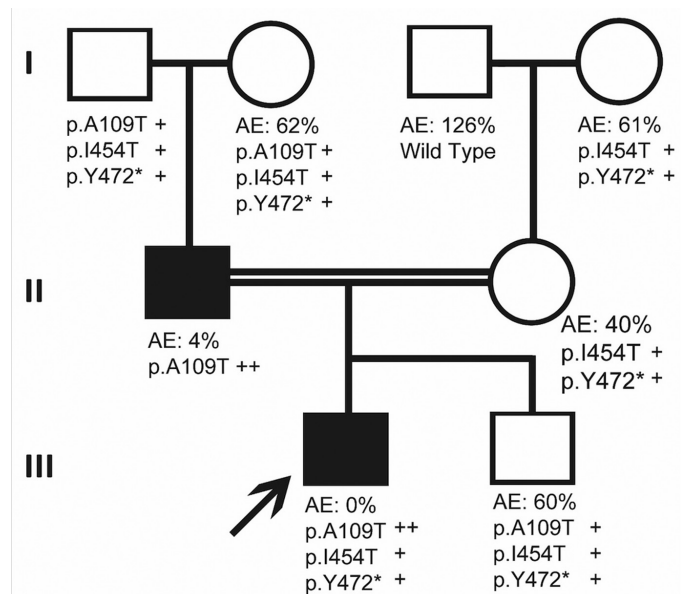 I
p.A109T +
p.I454T +
p.Y472* +
AE: 62%
p.A109T +
p.I454T +
p.Y472* +
AE: 126%
Wild Type
AE: 61%
p.I454T +
p.Y472* +
II
AE: 4%
p.A109T ++
AE: 40%
p.I454T +
p.Y472* +
III
AE: 0%
p.A109T ++
p.I454T +
p.Y472* +
AE: 60%
p.A109T +
p.I454T +
p.Y472* +